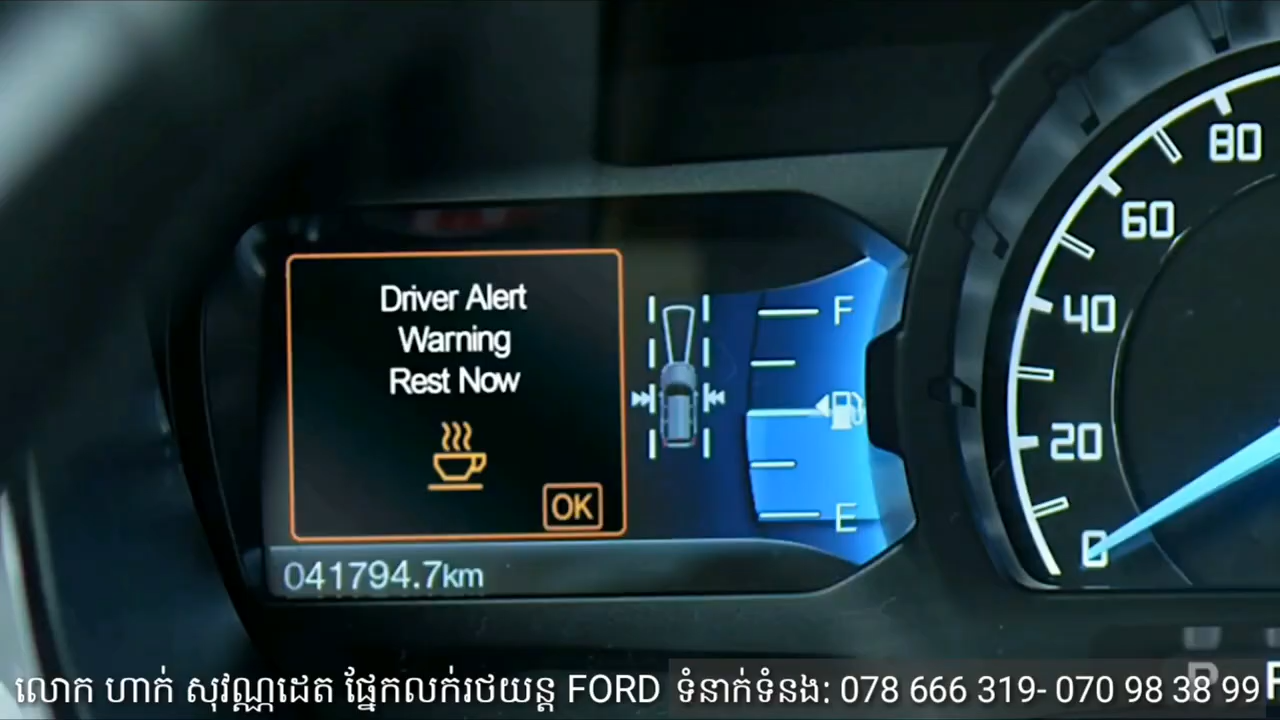 Driver Alert
Warning
Rest Now
OK
041794.7km
F
E
80
60
40
20
0
P
លោក ហាក់ សុវណ្ណដេត ផ្នែកលក់រថយន្ត FORD ទំនាក់ទំនង: 078 666 319- 070 98 38 99